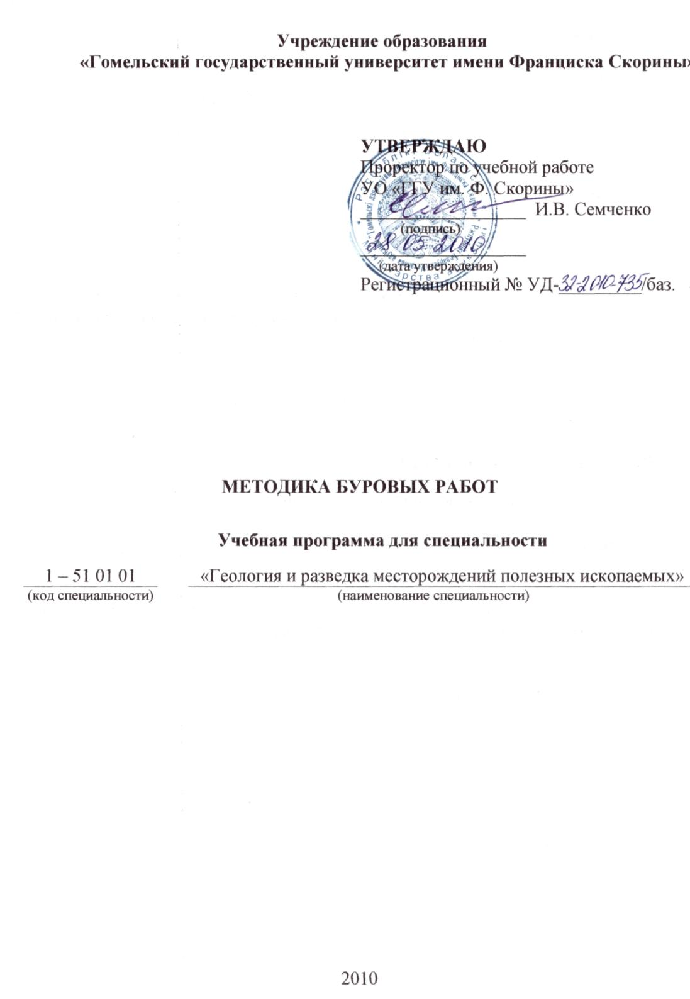 Учреждение образования
«Гомельский государственный университет имени Франциска Скорины»
УТВЕРЖДАЮ
Проректор по учебной работе
УО «ГГУ им. Ф. Скорины»
И.В. Семченко
(подпись)
28 05 2010
(дата утверждения)
Регистрационный № УД-32-2010-735/баз.
МЕТОДИКА БУРОВЫХ РАБОТ
Учебная программа для специальности
1 – 51 01 01 «Геология и разведка месторождений полезных ископаемых»
(код специальности) (наименование специальности)
2010